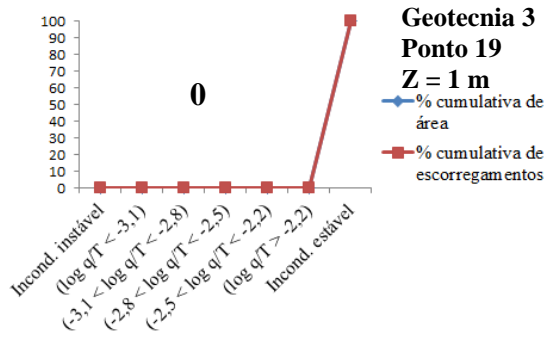 Geotecnia 3
Ponto 19
Z = 1 m
100
90
80
70
60
50
40
30
20
10
0
0
% cumulativa de
área
% cumulativa de
escorregamentos
Incond. instável
(log q/T < -3,1)
(-3,1 < log q/T < -2,8)
(-2,8 < log q/T < -2,5)
(-2,5 < log q/T < -2,2)
(log q/T > -2,2)
Incond. estável